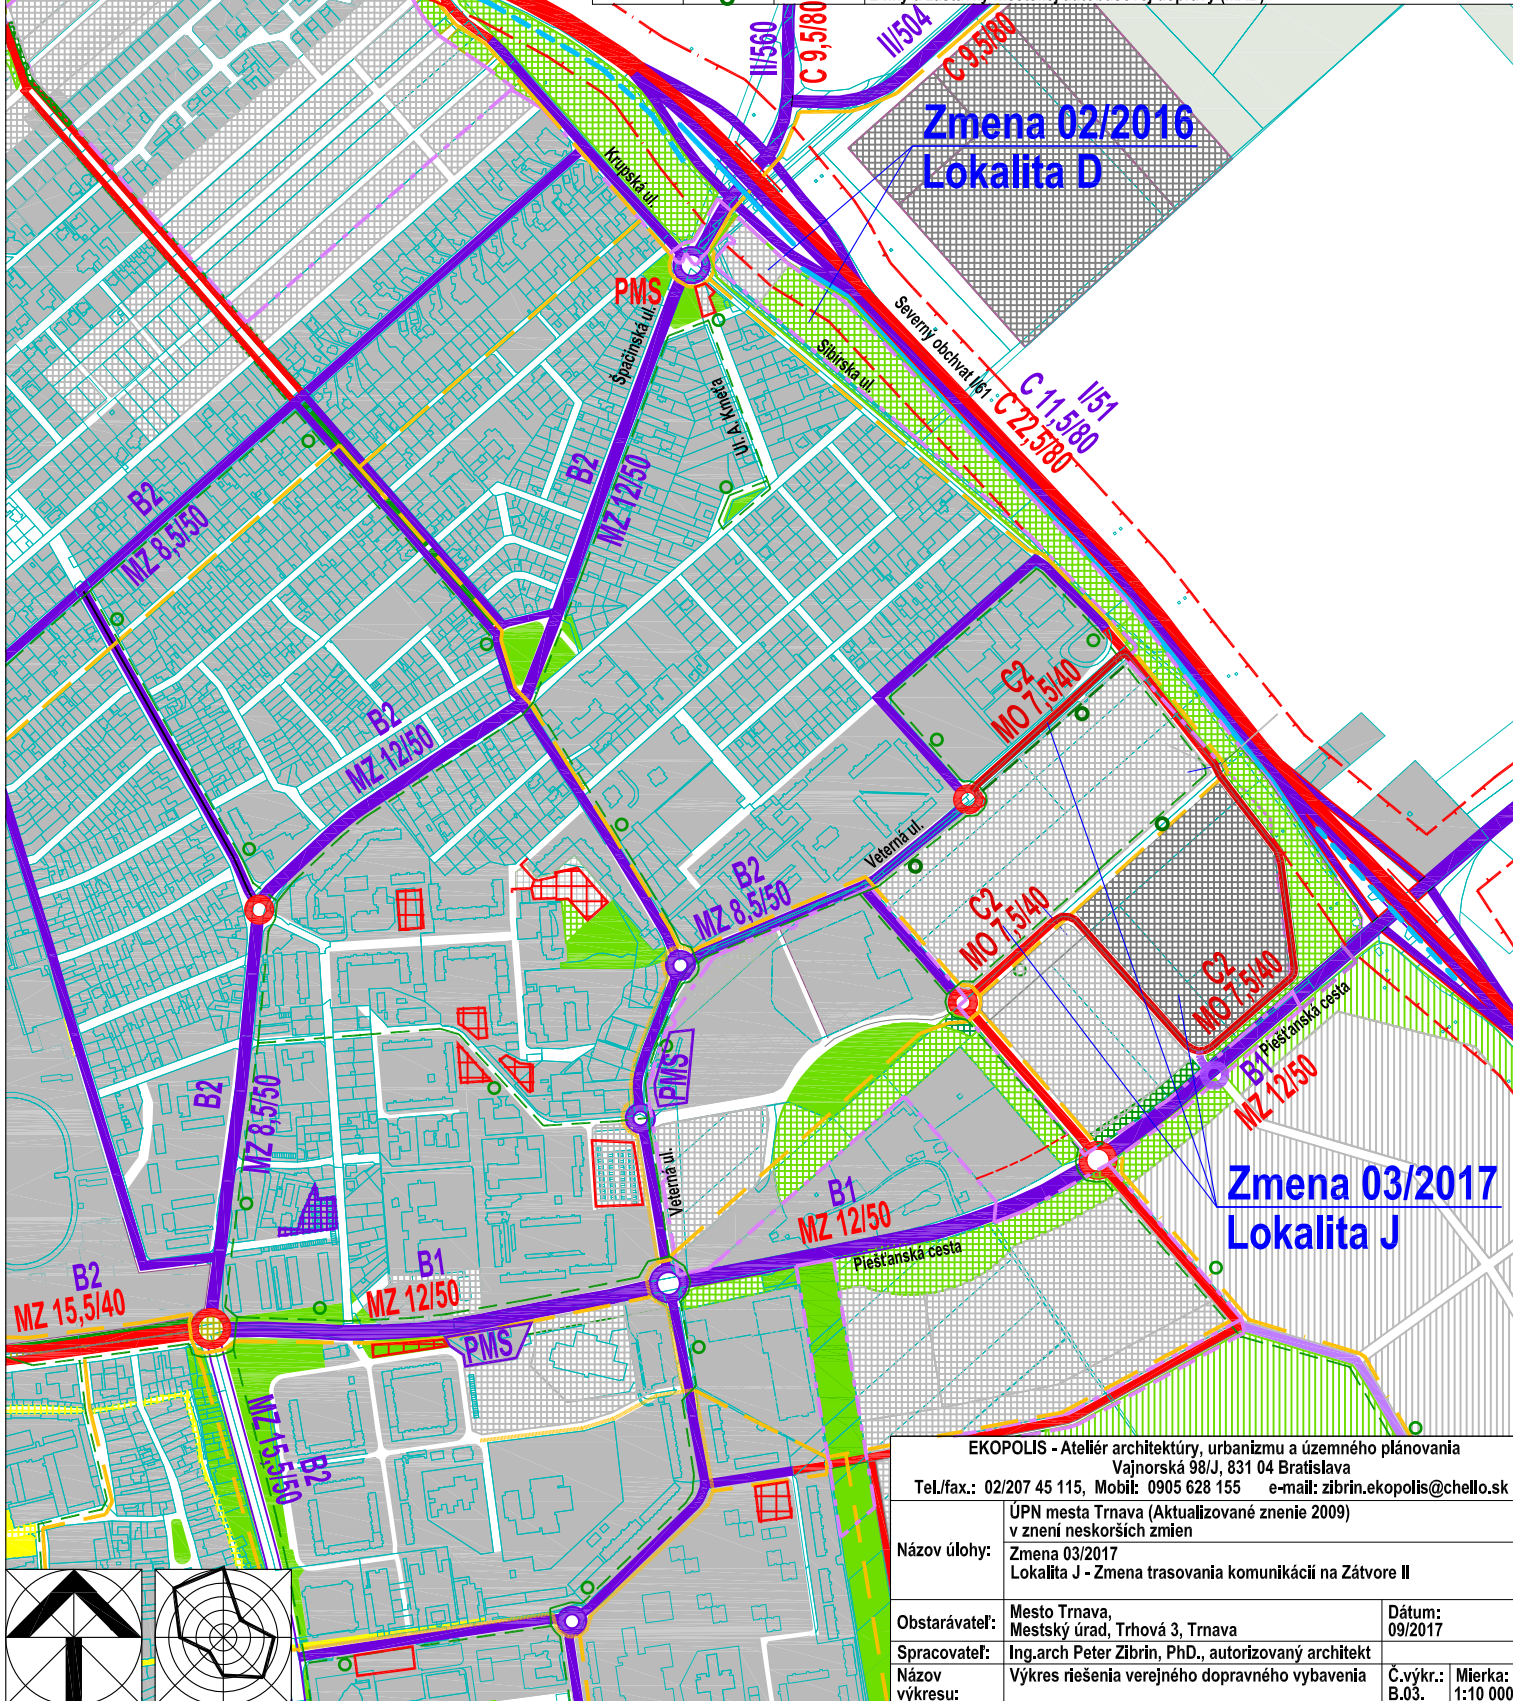 II/560
C 9,5/80
II/504
C 9,5/80
Zmena 02/2016
Lokalita D
Krupská ul.
PMS
Špačinská ul.
Ul. A. Kmeťa
Sibírska ul.
Severný obchvat I/61
I/51
C 11,5/80
C 22,5/80
B2
MZ 8,5/50
B2
MZ 12/50
B2
MZ 12/50
C2
MO 7,5/40
Veterná ul.
B2
MZ 8,5/50
C2
MO 7,5/40
C2
MO 7,5/40
Piešťanská cesta
B1
MZ 12/50
PMS
B2
MZ 8,5/50
Veterná ul.
Zmena 03/2017
Lokalita J
B1
MZ 12/50
Piešťanská cesta
B2
MZ 15,5/40
B1
MZ 12/50
PMS
MZ 15,5/50
B2
EKOPOLIS - Ateliér architektúry, urbanizmu a územného plánovania
Vajnorská 98/J, 831 04 Bratislava
Tel./fax.: 02/207 45 115, Mobil: 0905 628 155 e-mail: zibrin.ekopolis@chello.sk
Názov úlohy:
ÚPN mesta Trnava (Aktualizované znenie 2009)
v znení neskorších zmien
Zmena 03/2017
Lokalita J - Zmena trasovania komunikácií na Zátvore II
Obstarávateľ:
Mesto Trnava,
Mestský úrad, Trhová 3, Trnava
Dátum:
09/2017
Spracovateľ:
Ing.arch Peter Zibrin, PhD., autorizovaný architekt
Názov
výkresu:
Výkres riešenia verejného dopravného vybavenia
Č.výkr.:
B.03.
Mierka:
1:10 000